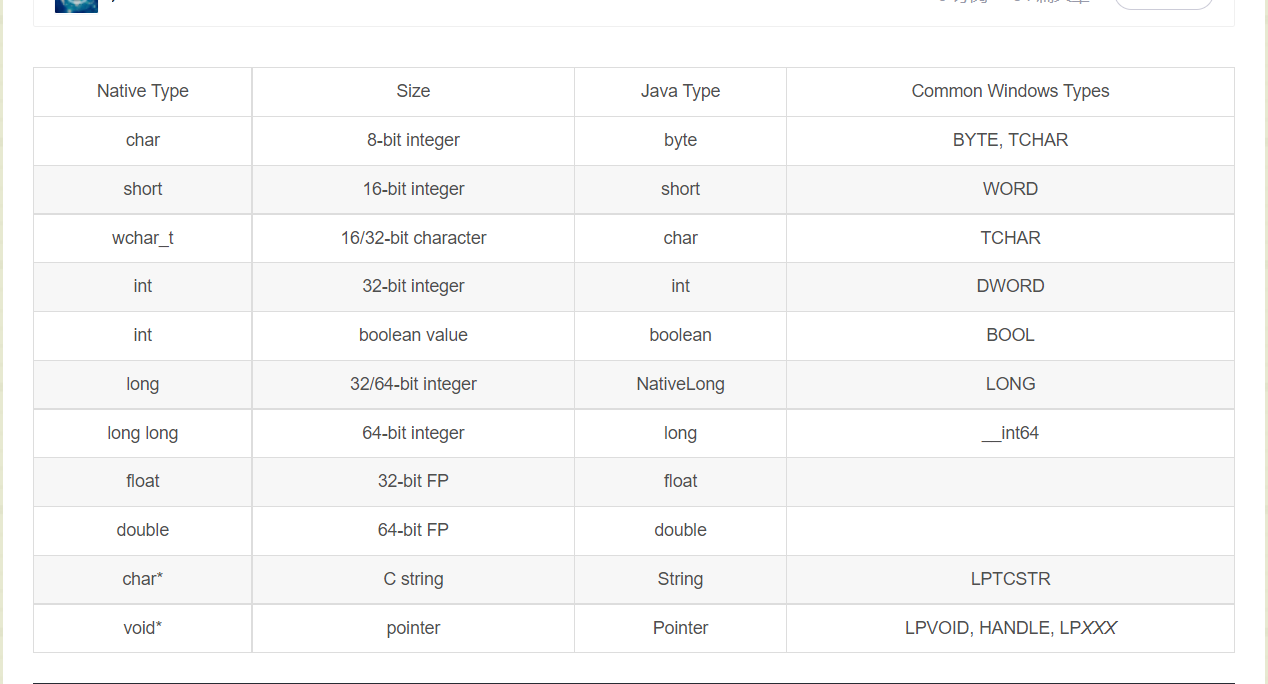 Native Type Size Java Type Common Windows Types
char 8-bit integer byte BYTE, TCHAR
short 16-bit integer short WORD
wchar_t 16/32-bit character char TCHAR
int 32-bit integer int DWORD
int boolean value boolean BOOL
long 32/64-bit integer NativeLong LONG
long long 64-bit integer long __int64
float 32-bit FP float
double 64-bit FP double
char* C string String LPTCSTR
void* pointer Pointer LPVOID, HANDLE, LPXXX